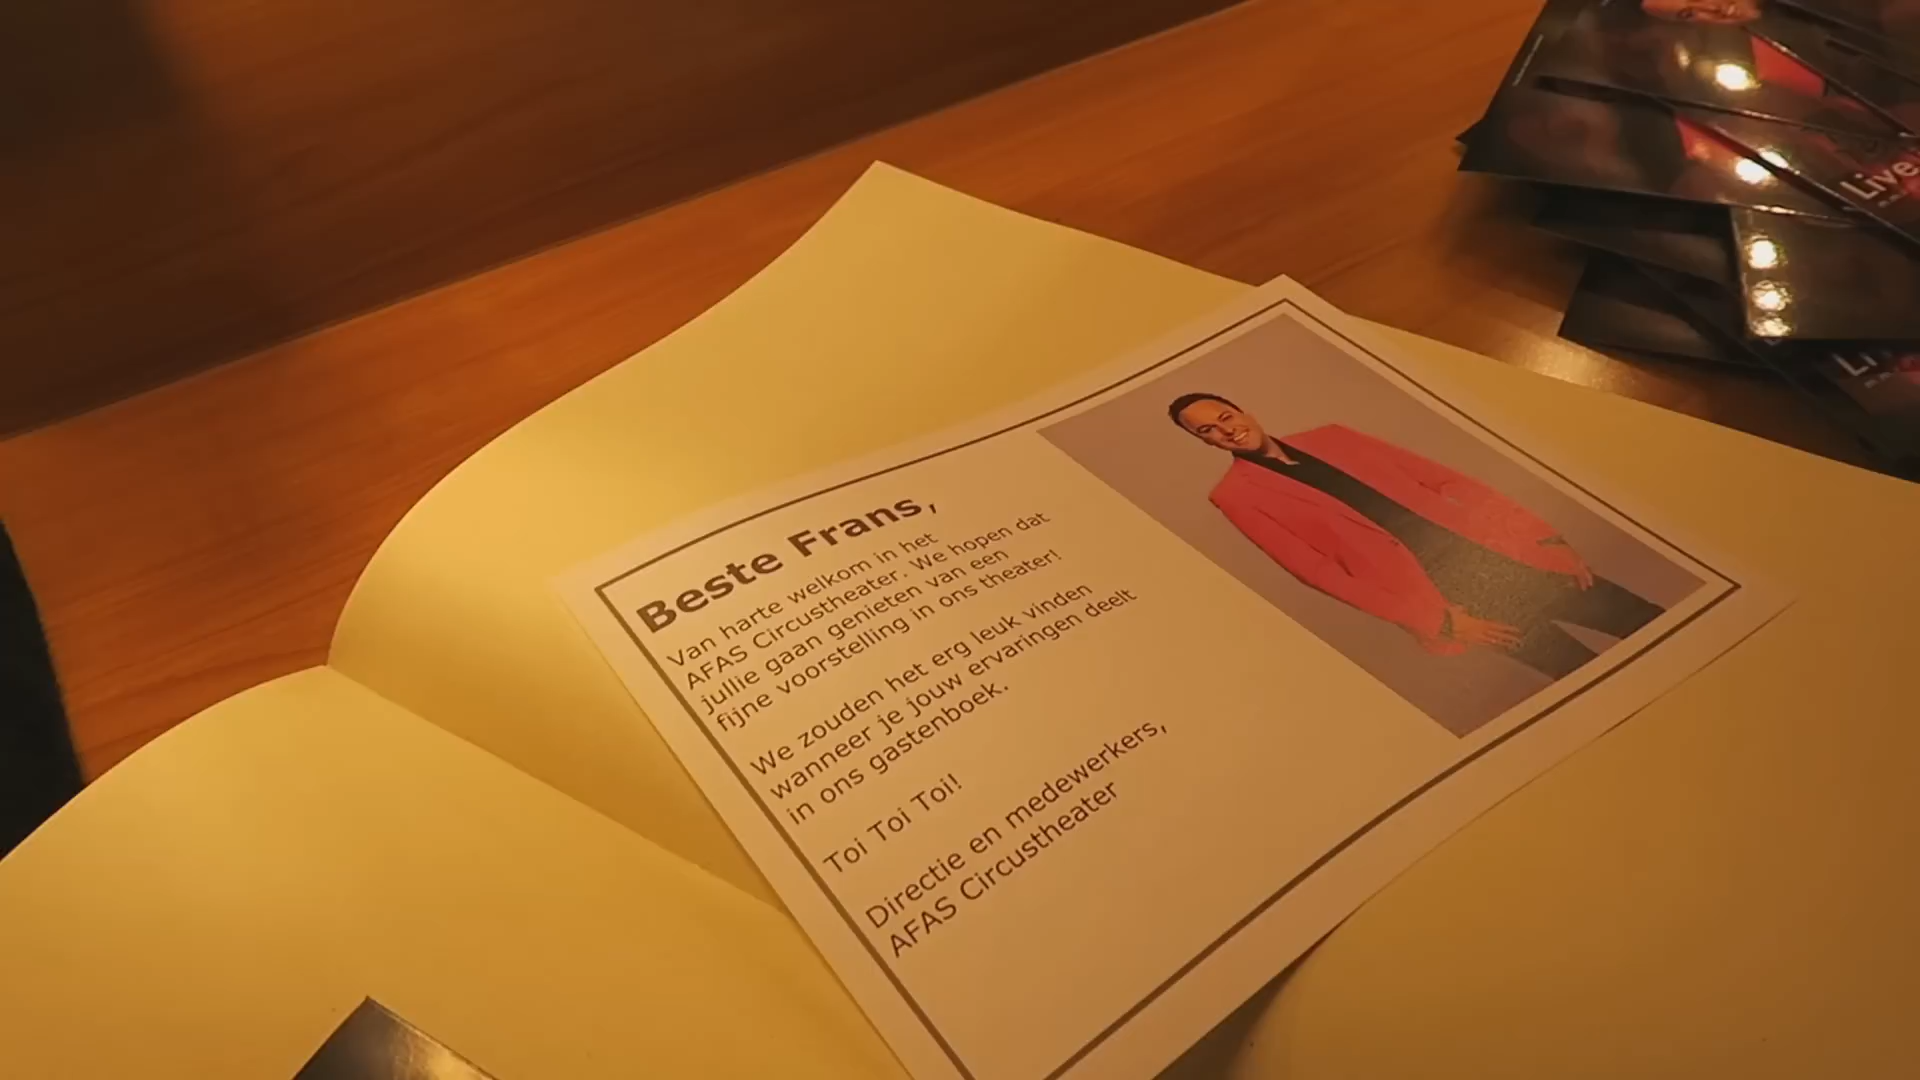 Beste Frans,
Van harte welkom in het
AFAS Circustheater. We hopen dat
jullie gaan genieten van een
fijne voorstelling in ons theater!
We zouden het erg leuk vinden
wanneer je jouw ervaringen deelt
in ons gastenboek.
Toi Toi Toi!
Directie en medewerkers,
AFAS Circustheater
Live